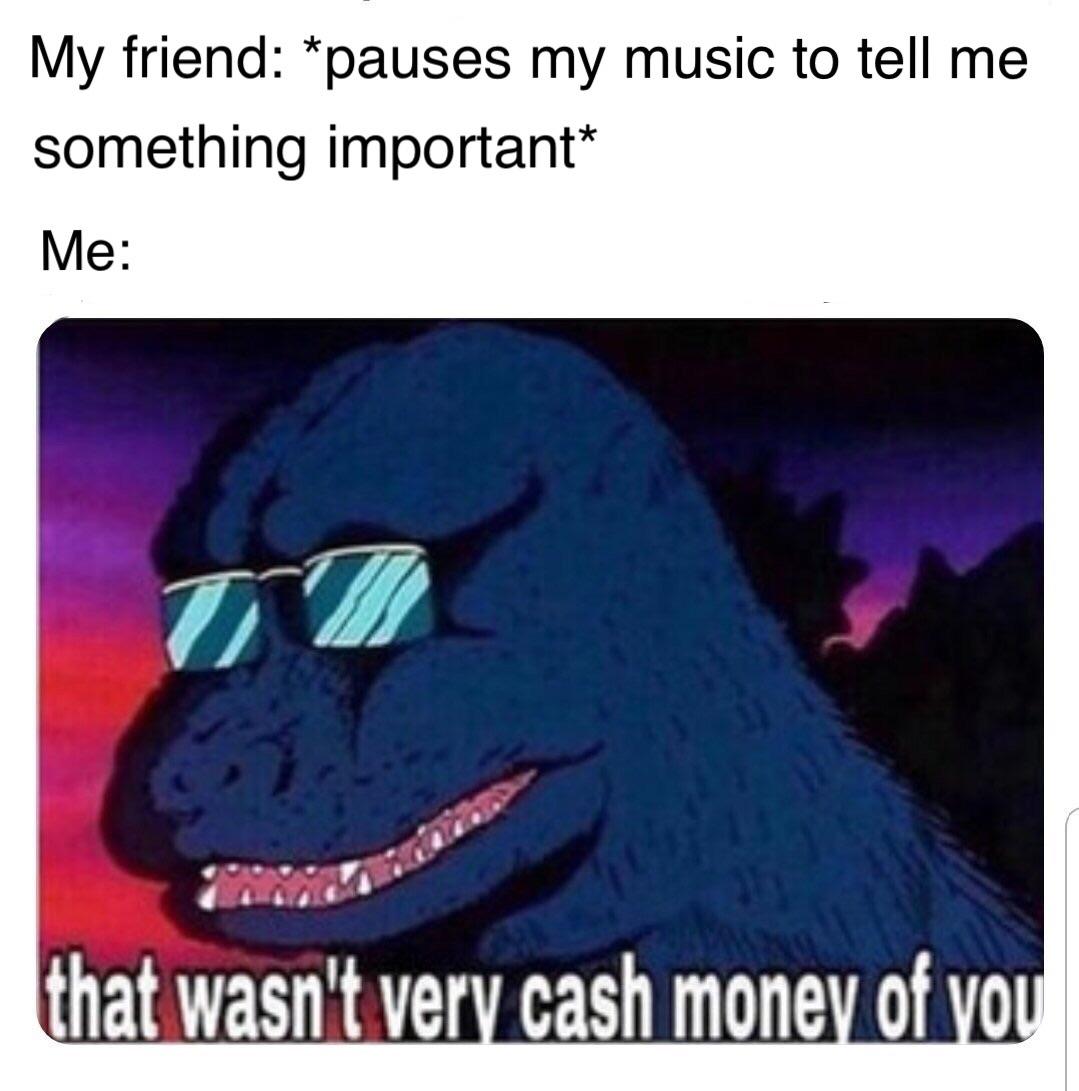 My friend: *pauses my music to tell me
something important*
Me:
that wasn't very cash money of you